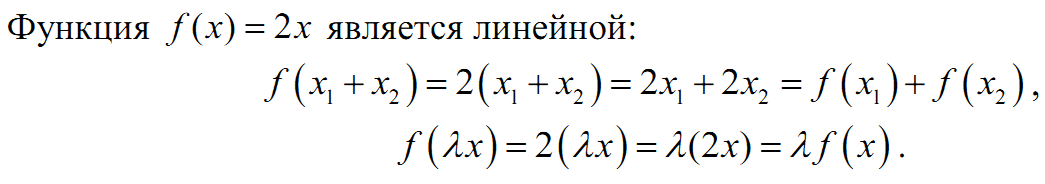 Функция f(x) = 2x является линейной:
f(x₁ + x₂) = 2(x₁ + x₂) = 2x₁ + 2x₂ = f(x₁) + f(x₂),
f(λx) = 2(λx) = λ(2x) = λf(x).